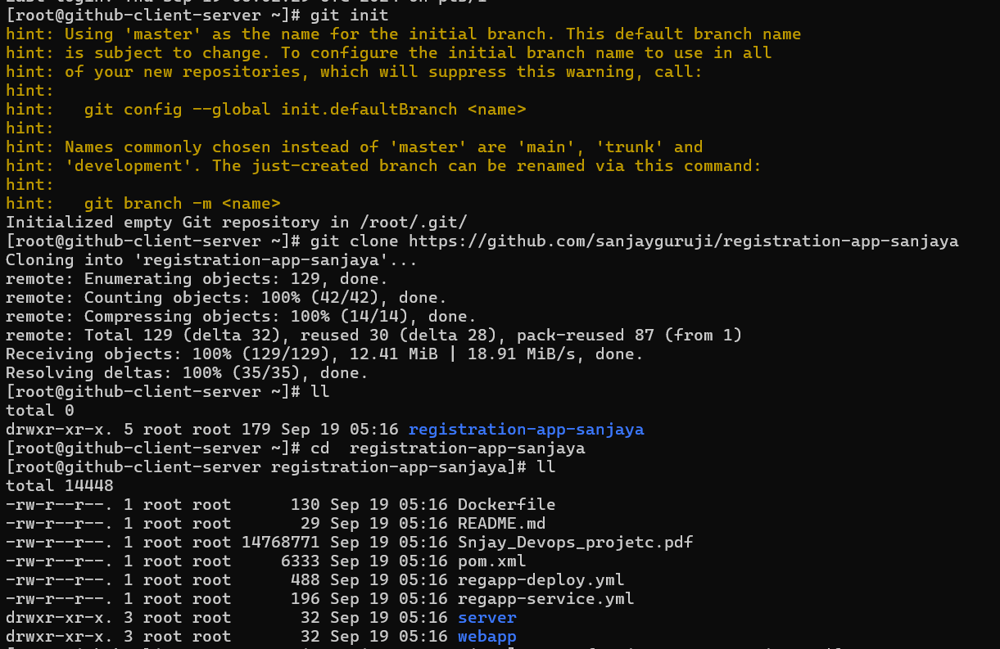 [root@github-client-server ~]# git init
hint: Using 'master' as the name for the initial branch. This default branch name
hint: is subject to change. To configure the initial branch name to use in all
hint: of your new repositories, which will suppress this warning, call:
hint:
hint:   git config --global init.defaultBranch <name>
hint:
hint: Names commonly chosen instead of 'master' are 'main', 'trunk' and
hint: 'development'. The just-created branch can be renamed via this command:
hint:
hint:   git branch -m <name>
Initialized empty Git repository in /root/.git/
[root@github-client-server ~]# git clone https://github.com/sanjayguruji/registration-app-sanjaya
Cloning into 'registration-app-sanjaya'...
remote: Enumerating objects: 129, done.
remote: Counting objects: 100% (42/42), done.
remote: Compressing objects: 100% (14/14), done.
remote: Total 129 (delta 32), reused 30 (delta 28), pack-reused 87 (from 1)
Receiving objects: 100% (129/129), 12.41 MiB | 18.91 MiB/s, done.
Resolving deltas: 100% (35/35), done.
[root@github-client-server ~]# ll
total 0
drwxr-xr-x. 5 root root 179 Sep 19 05:16 registration-app-sanjaya
[root@github-client-server ~]# cd  registration-app-sanjaya
[root@github-client-server registration-app-sanjaya]# ll
total 14448
-rw-r--r--. 1 root root      130 Sep 19 05:16 Dockerfile
-rw-r--r--. 1 root root       29 Sep 19 05:16 README.md
-rw-r--r--. 1 root root 14768771 Sep 19 05:16 Snjay_Devops_projetc.pdf
-rw-r--r--. 1 root root     6333 Sep 19 05:16 pom.xml
-rw-r--r--. 1 root root      488 Sep 19 05:16 regapp-deploy.yml
-rw-r--r--. 1 root root      196 Sep 19 05:16 regapp-service.yml
drwxr-xr-x. 3 root root       32 Sep 19 05:16 server
drwxr-xr-x. 3 root root       32 Sep 19 05:16 webapp